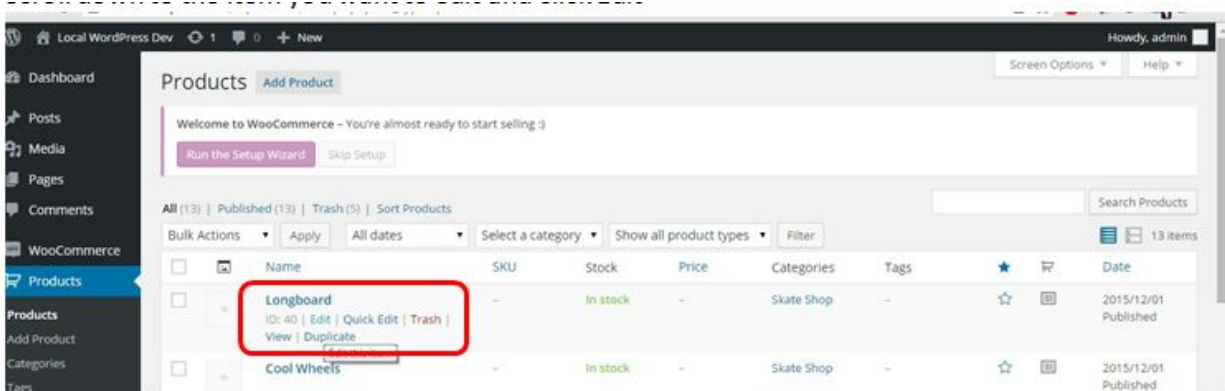 Local WordPress Dev 1 0 + New Howdy, admin
Screen Options Help
Dashboard
Posts
Media
Pages
Comments
WooCommerce
Products
Products
Add Product
Categories
Tags
Products Add Product
Welcome to WooCommerce – You're almost ready to start selling :)
Run the Setup Wizard Skip Setup
All (13) | Published (13) | Trash (5) | Sort Products
Search Products
Bulk Actions Apply All dates Select a category Show all product types Filter 13 items
Name SKU Stock Price Categories Tags Date
Longboard – In stock – Skate Shop – 2015/12/01
ID: 40 | Edit | Quick Edit | Trash | Published
View | Duplicate
Cool Wheels – In stock – Skate Shop – 2015/12/01
Published